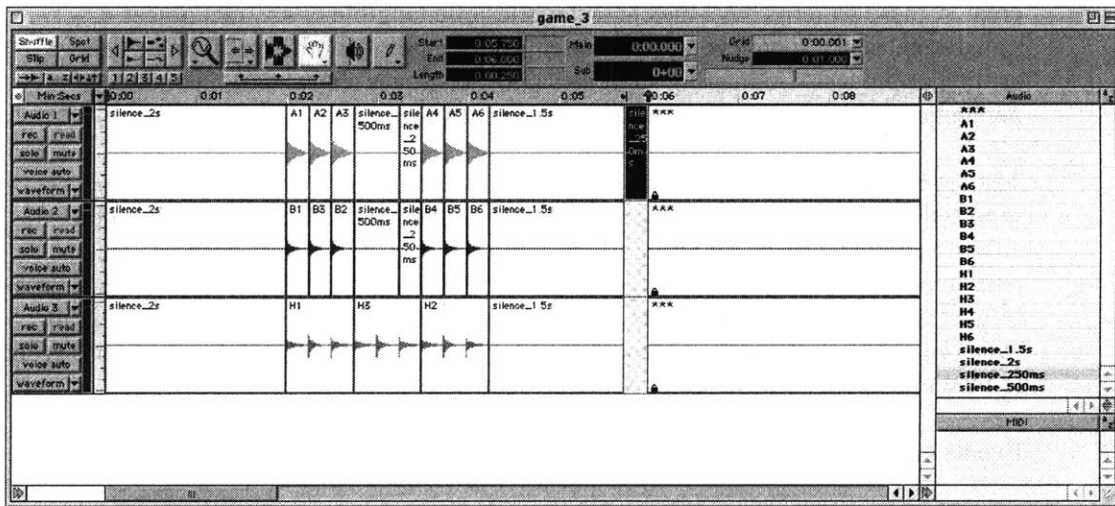 game_3
Shuffle Spot
Slip Grid
Start 0:05.750
End 0:06.000
Length 0:00.250
Main 0:00.000
Sub 0+00
Grid 0:00.001
Nudge 0:01.000
a..z
1 2 3 4 5
Min:Secs 0:00 0:01 0:02 0:03 0:04 0:05 0:06 0:07 0:08
Audio
a z
Audio 1
rec read
solo mute
voice auto
waveform
silence_2s A1 A2 A3 silence_500ms silence_250ms A4 A5 A6 silence_1.5s silence_250ms ***
Audio 2
rec read
solo mute
voice auto
waveform
silence_2s B1 B3 B2 silence_500ms silence_250ms B4 B5 B6 silence_1.5s ***
Audio 3
rec read
solo mute
voice auto
waveform
silence_2s H1 H3 H2 silence_1.5s ***
***
A1
A2
A3
A4
A5
A6
B1
B2
B3
B4
B5
B6
H1
H2
H3
H4
H5
H6
silence_1.5s
silence_2s
silence_250ms
silence_500ms
MIDI
a z